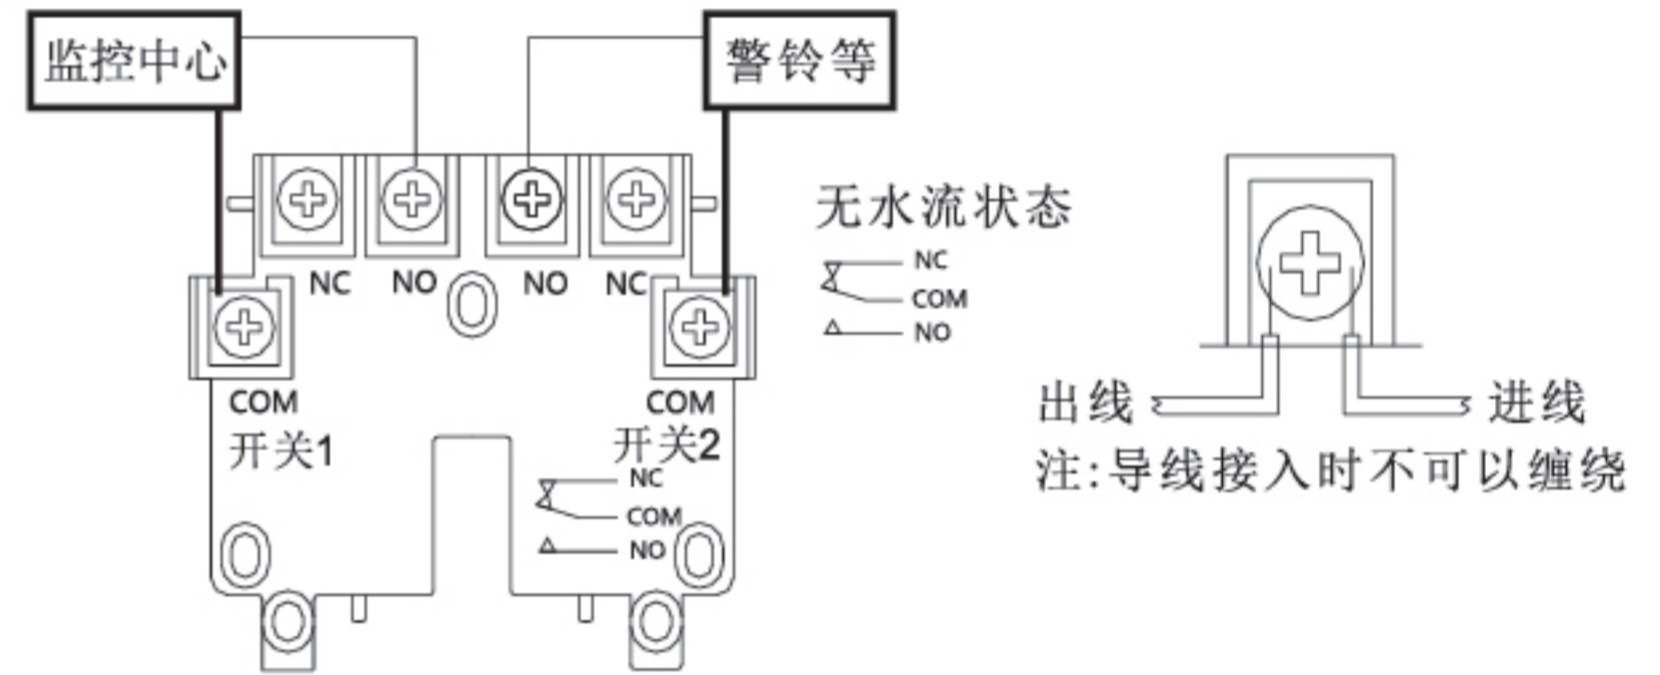 监控中心
警铃等
NC
NO
NO
NC
COM
COM
开关1
开关2
NC
COM
NO
无水流状态
NC
COM
NO
出线
进线
注:导线接入时不可以缠绕